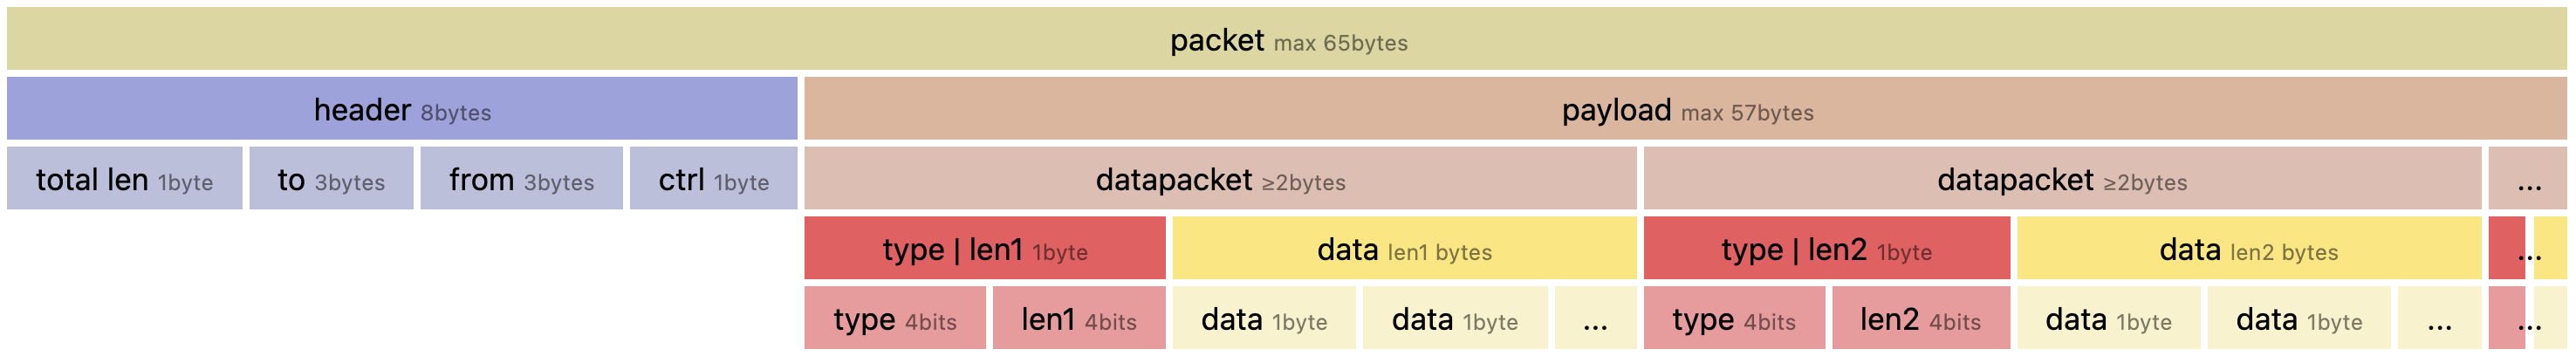 packet max 65bytes
header 8bytes payload max 57bytes
total len 1byte to 3bytes from 3bytes ctrl 1byte datapacket ≥2bytes datapacket ≥2bytes ...
type | len1 1byte data len1 bytes type | len2 1byte data len2 bytes ...
type 4bits len1 4bits data 1byte data 1byte ... type 4bits len2 4bits data 1byte data 1byte ... ...